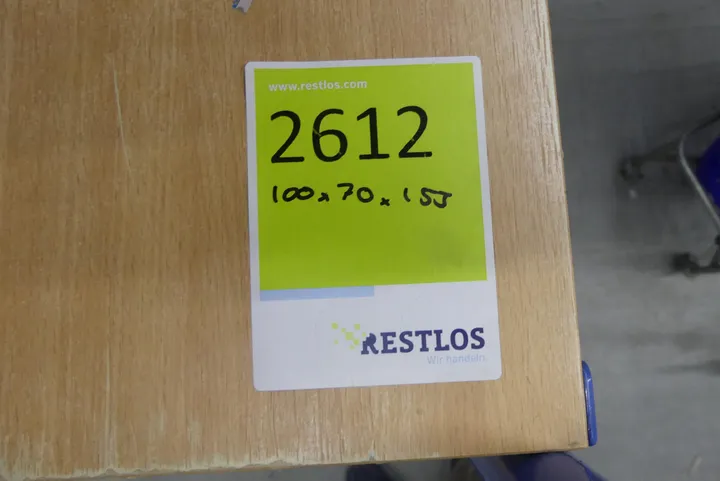 www.restlos.com
2612
100x70x155
RESTLOS
Wir handeln.